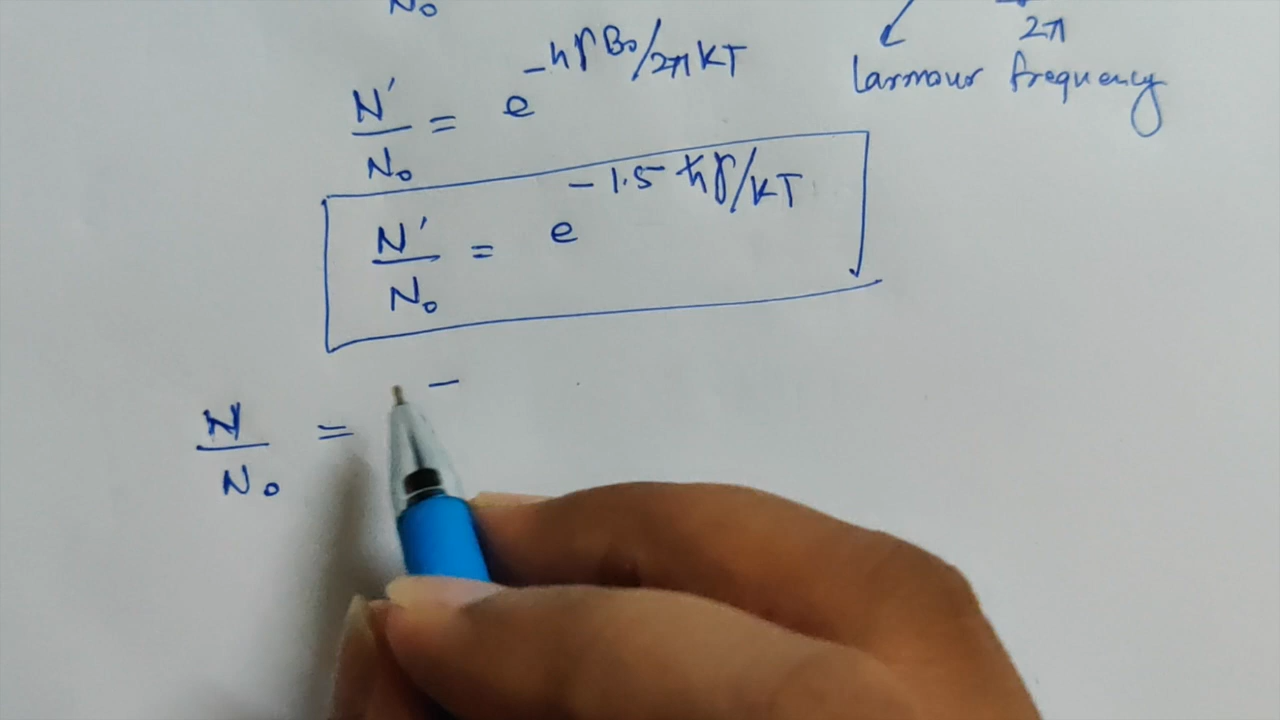 N₀
2π
larmour frequency
N'/N₀ = e^-hγB₀/2πKT
N'/N₀ = e^-1.5 ħγ/KT
N/N₀ = -